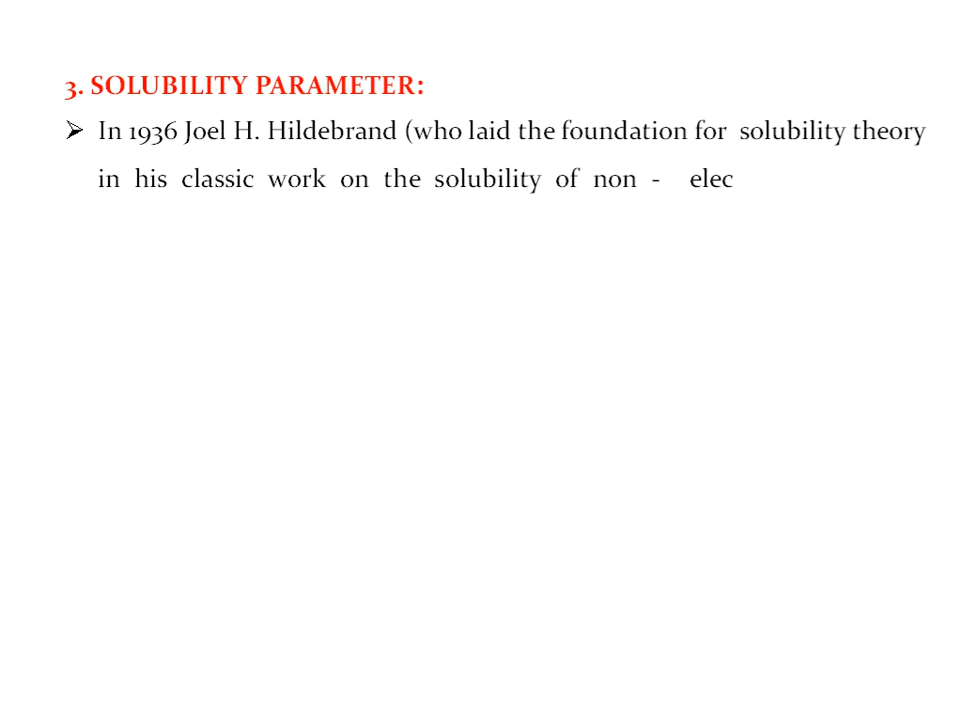 3. SOLUBILITY PARAMETER:
➢ In 1936 Joel H. Hildebrand (who laid the foundation for solubility theory
in his classic work on the solubility of non - elec